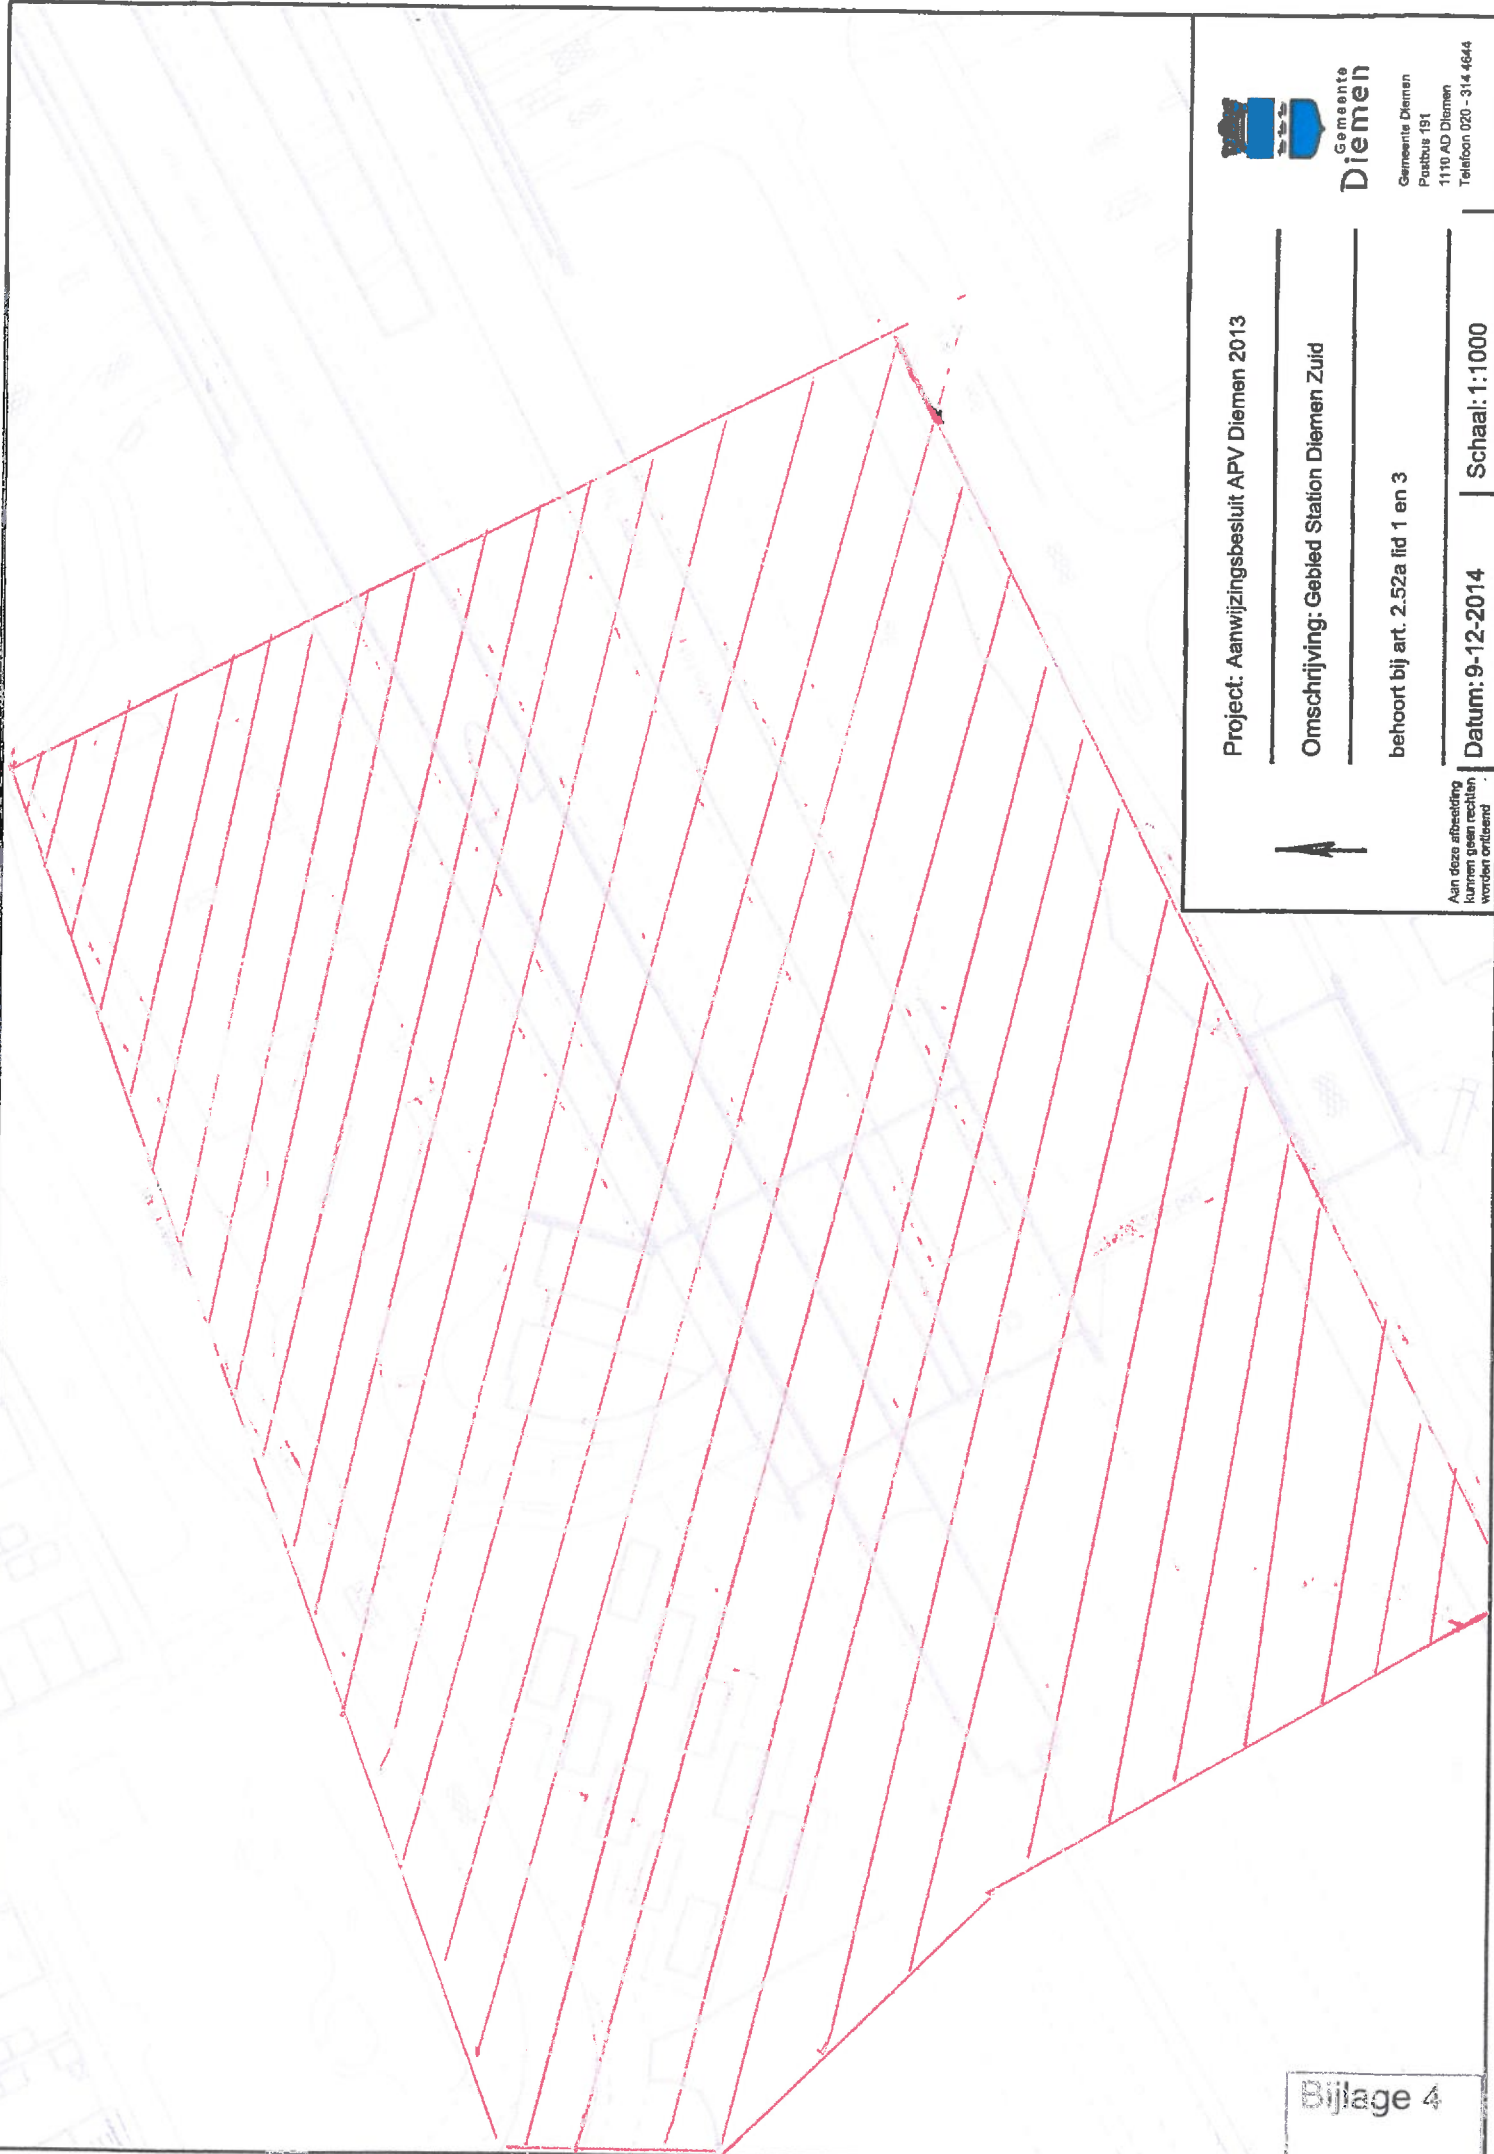 Project: Aanwijzingsbesluit APV Diemen 2013
Omschrijving: Gebied Station Diemen Zuid
behoort bij art. 2.52a lid 1 en 3
Aan deze afbeelding
kunnen geen rechten
worden ontleend
Datum: 9-12-2014
Schaal: 1:1000
Gemeente
Diemen
Gemeente Diemen
Postbus 191
1110 AD Diemen
Telefoon 020 - 314 4644
Bijlage 4